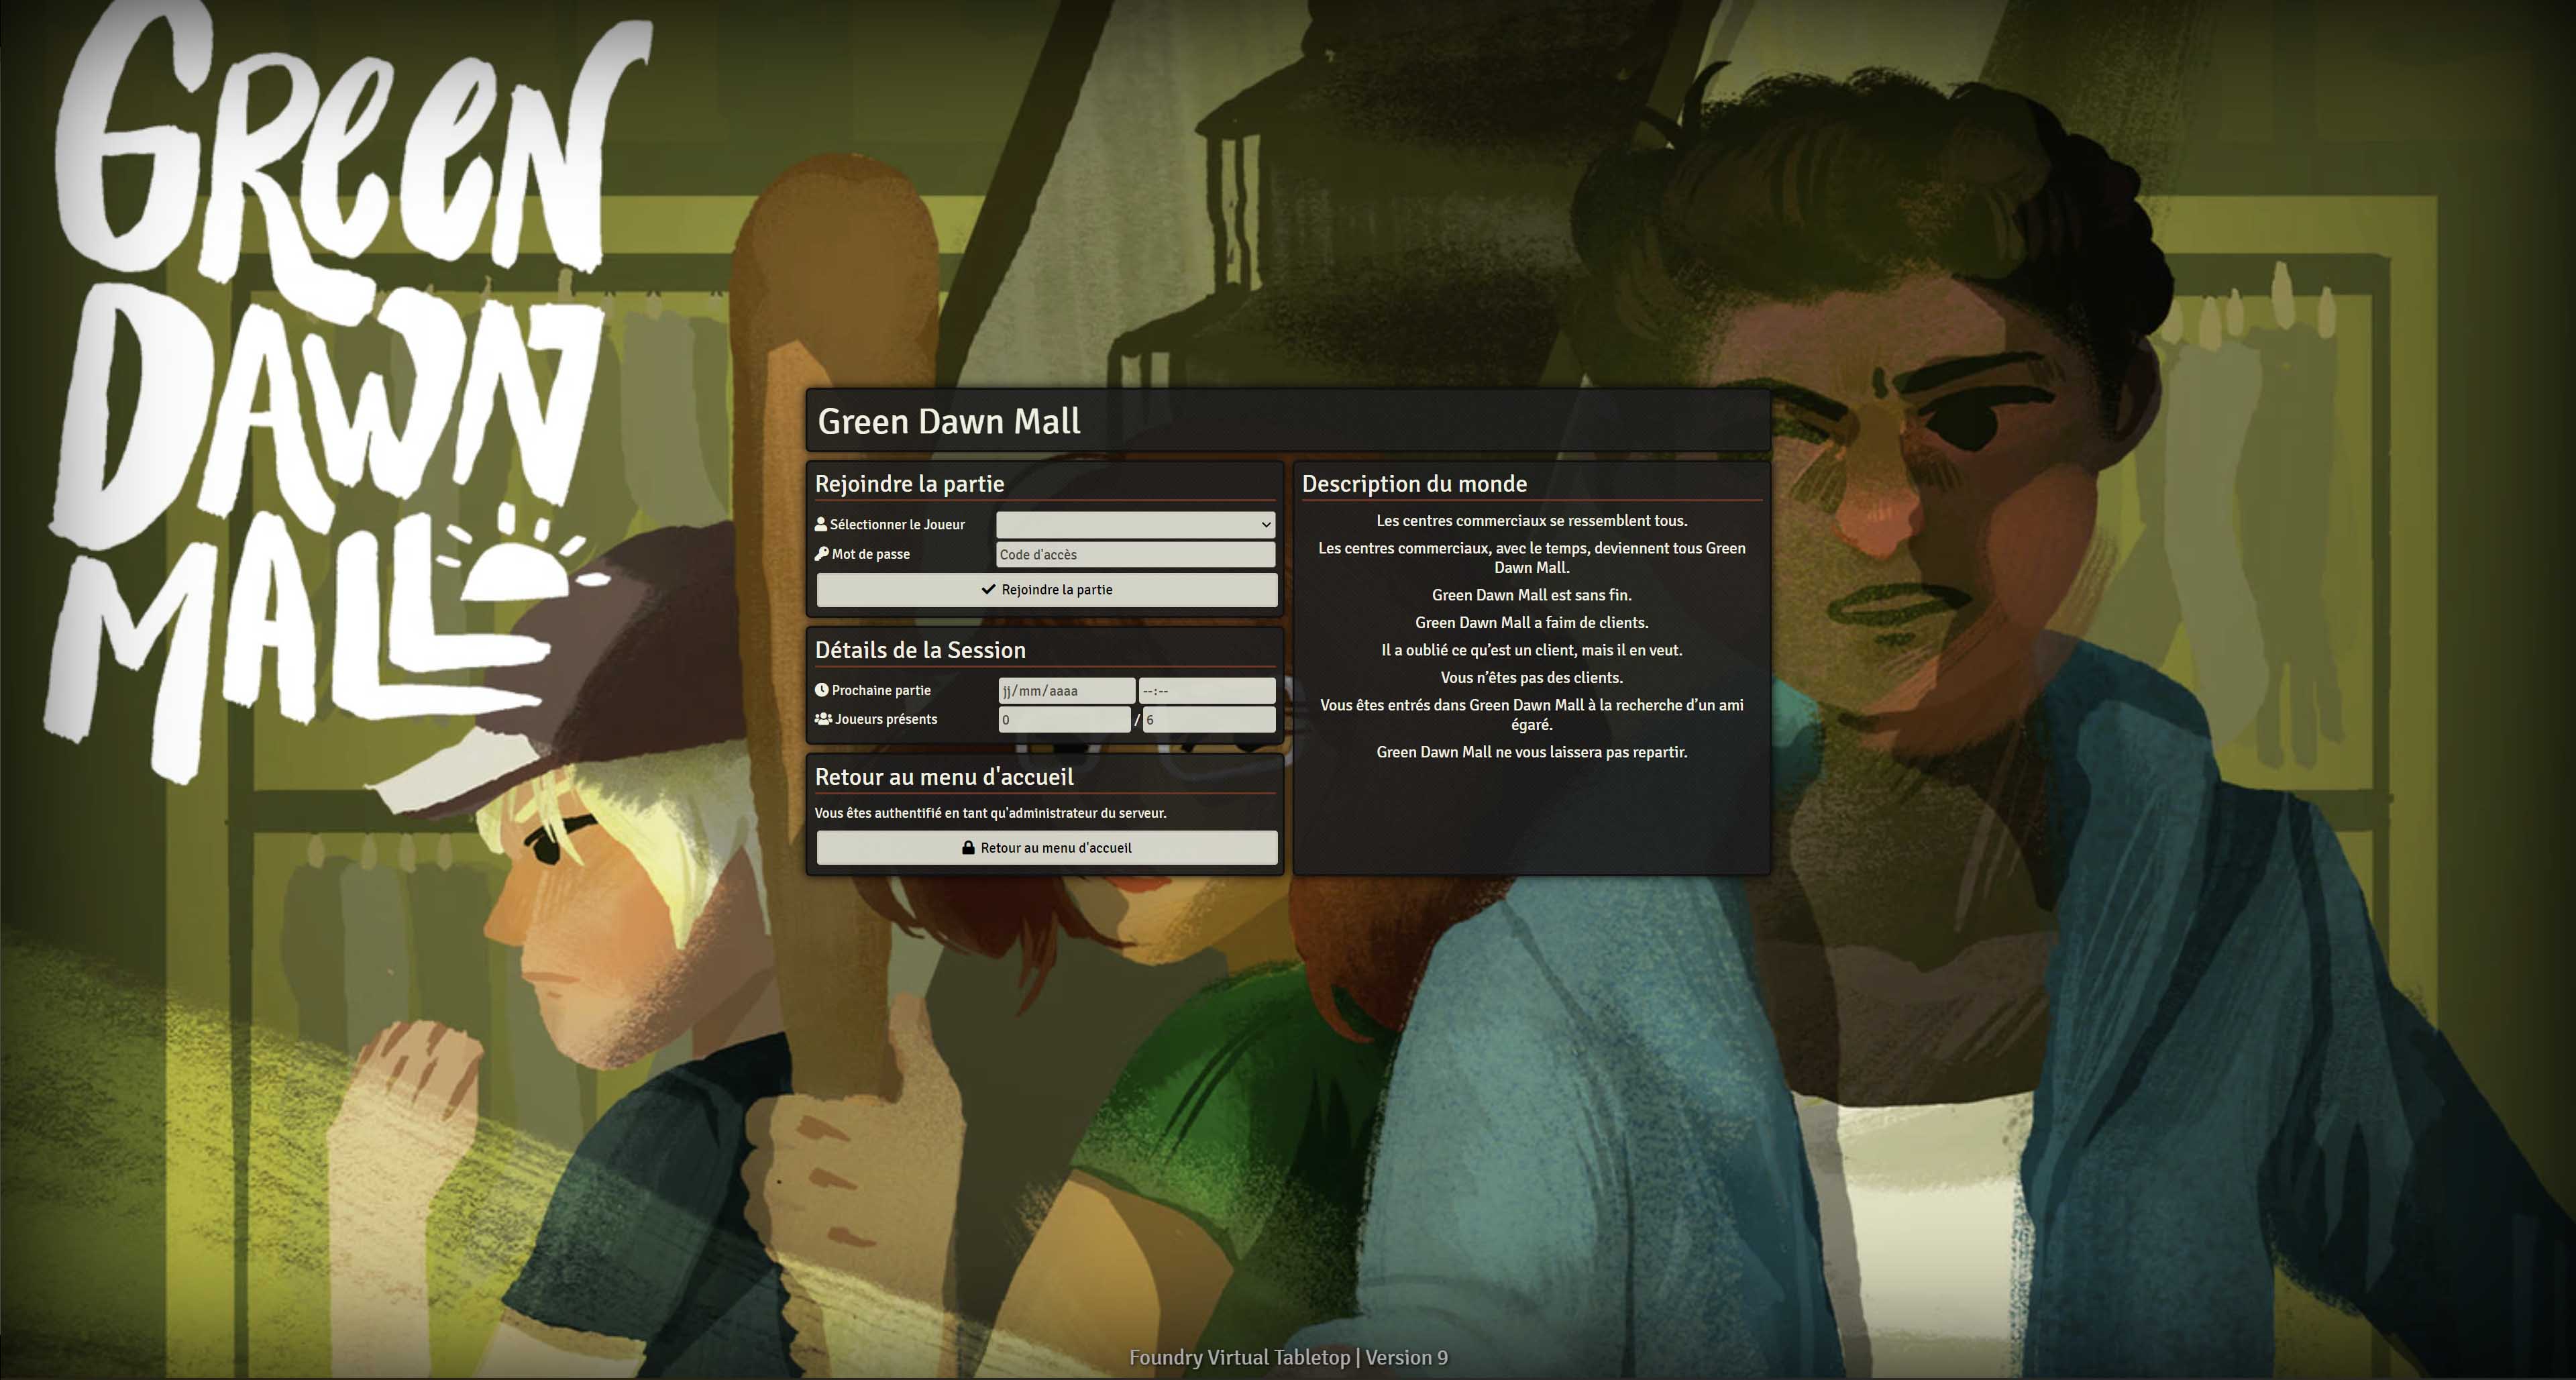 GReeN
DAWN
MALL
Green Dawn Mall
Rejoindre la partie
Sélectionner le Joueur
Mot de passe
Code d'accès
Rejoindre la partie
Détails de la Session
Prochaine partie
jj/mm/aaaa
--:--
Joueurs présents
0 / 6
Retour au menu d'accueil
Vous êtes authentifié en tant qu'administrateur du serveur.
Retour au menu d'accueil
Description du monde
Les centres commerciaux se ressemblent tous.
Les centres commerciaux, avec le temps, deviennent tous Green
Dawn Mall.
Green Dawn Mall est sans fin.
Green Dawn Mall a faim de clients.
Il a oublié ce qu’est un client, mais il en veut.
Vous n’êtes pas des clients.
Vous êtes entrés dans Green Dawn Mall à la recherche d’un ami
égaré.
Green Dawn Mall ne vous laissera pas repartir.
Foundry Virtual Tabletop | Version 9